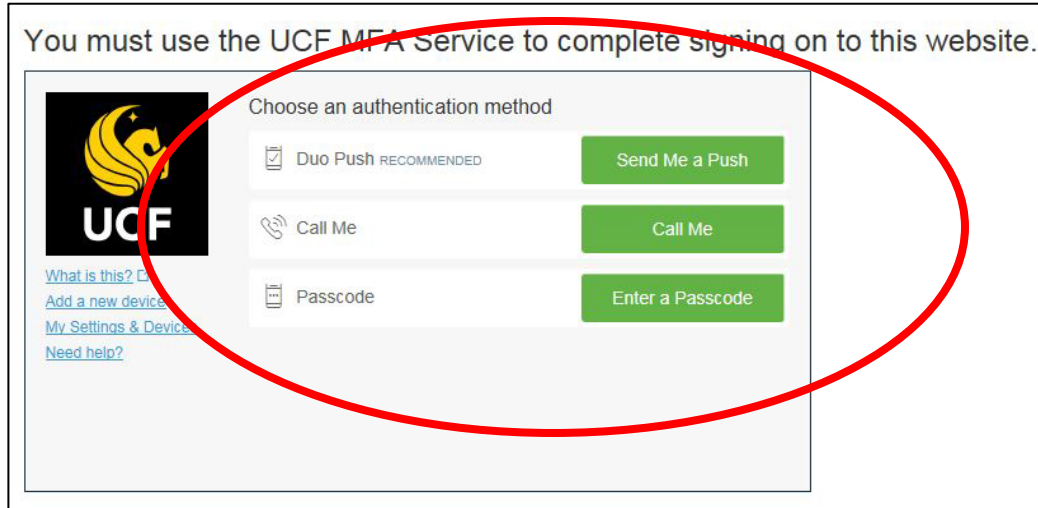 You must use the UCF MFA Service to complete signing on to this website.
Choose an authentication method
Duo Push RECOMMENDED Send Me a Push
UCF
Call Me Call Me
What is this?
Add a new device
Passcode Enter a Passcode
My Settings & Devices
Need help?